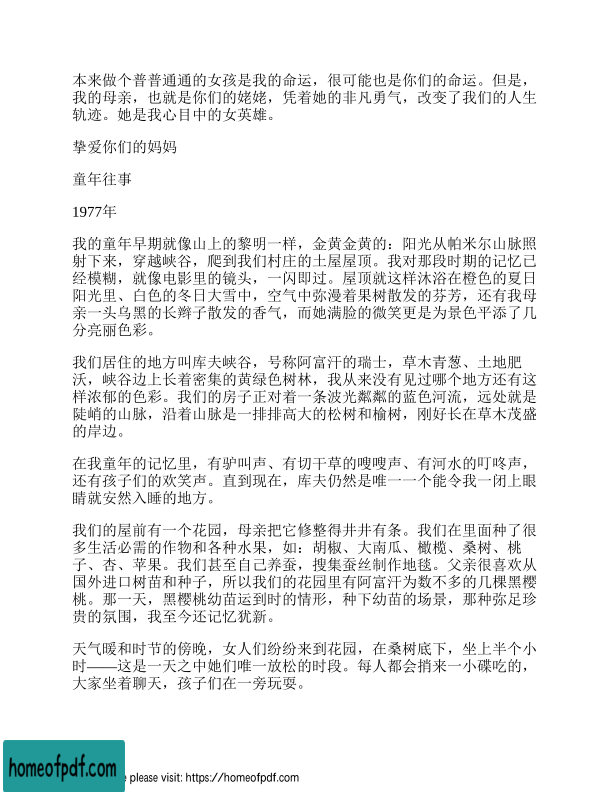 本来做个普普通通的女孩是我的命运，很可能也是你们的命运。但是，
我的母亲，也就是你们的姥姥，凭着她的非凡勇气，改变了我们的人生
轨迹。她是我心目中的女英雄。
挚爱你们的妈妈
童年往事
1977年
我的童年早期就像山上的黎明一样，金黄金黄的：阳光从帕米尔山脉照
射下来，穿越峡谷，爬到我们村庄的土屋屋顶。我对那段时期的记忆已
经模糊，就像电影里的镜头，一闪即过。屋顶就这样沐浴在橙色的夏日
阳光里、白色的冬日大雪中，空气中弥漫着果树散发的芬芳，还有我母
亲一头乌黑的长辫子散发的香气，而她满脸的微笑更是为景色平添了几
分亮丽色彩。
我们居住的地方叫库夫峡谷，号称阿富汗的瑞士，草木青葱、土地肥
沃，峡谷边上长着密集的黄绿色树林，我从来没有见过哪个地方还有这
样浓郁的色彩。我们的房子正对着一条波光粼粼的蓝色河流，远处就是
陡峭的山脉，沿着山脉是一排排高大的松树和榆树，刚好长在草木茂盛
的岸边。
在我童年的记忆里，有驴叫声、有切干草的嗖嗖声、有河水的叮咚声，
还有孩子们的欢笑声。直到现在，库夫仍然是唯一一个能令我一闭上眼
睛就安然入睡的地方。
我们的屋前有一个花园，母亲把它修整得井井有条。我们在里面种了很
多生活必需的作物和各种水果，如：胡椒、大南瓜、橄榄、桑树、桃
子、杏、苹果。我们甚至自己养蚕，搜集蚕丝制作地毯。父亲很喜欢从
国外进口树苗和种子，所以我们的花园里有阿富汗为数不多的几棵黑樱
桃。那一天，黑樱桃幼苗运到时的情形，种下幼苗的场景，那种弥足珍
贵的氛围，我至今还记忆犹新。
天气暖和时节的傍晚，女人们纷纷来到花园，在桑树底下，坐上半个小
时——这是一天之中她们唯一放松的时段。每人都会捎来一小碟吃的，
大家坐着聊天，孩子们在一旁玩耍。
homeofpdf.com
e please visit: https://homeofpdf.com